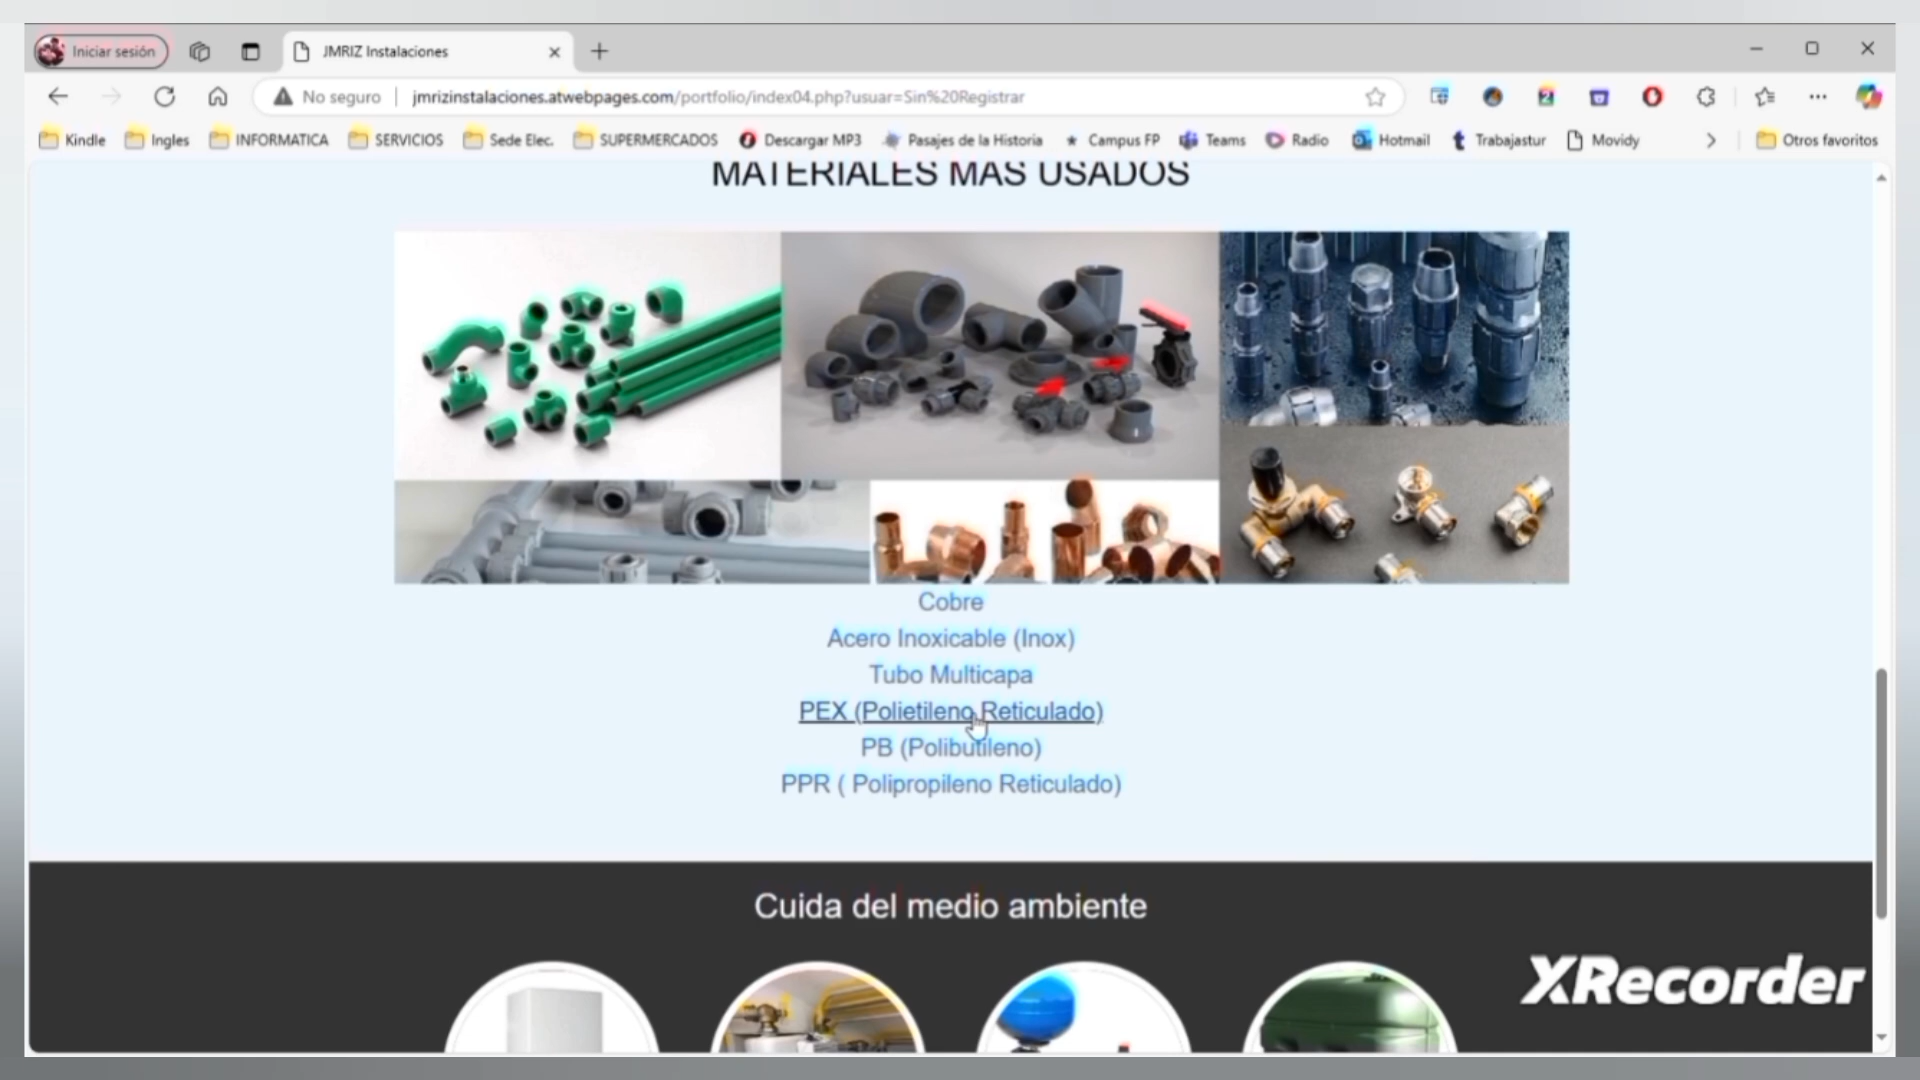 Iniciar sesión
JMRIZ Instalaciones
No seguro
jmrizinstalaciones.atwebpages.com/portfolio/index04.php?usuar=Sin%20Registrar
Kindle Ingles INFORMATICA SERVICIOS Sede Elec. SUPERMERCADOS Descargar MP3 Pasajes de la Historia Campus FP Teams Radio Hotmail Trabajastur Movidy Otros favoritos
MATERIALES MAS USADOS
Cobre
Acero Inoxicable (Inox)
Tubo Multicapa
PEX (Polietileno Reticulado)
PB (Polibutileno)
PPR ( Polipropileno Reticulado)
Cuida del medio ambiente
XRecorder